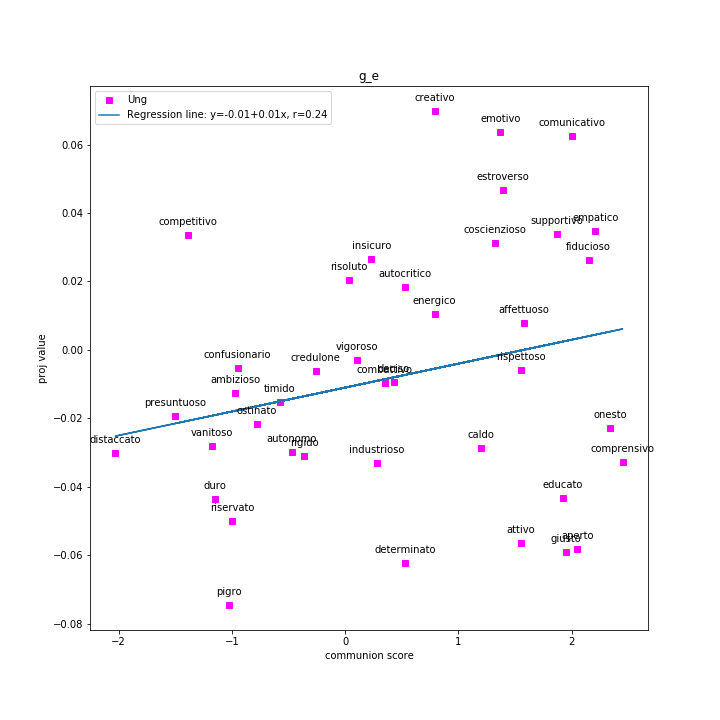 g_e
Ung
Regression line: y=-0.01+0.01x, r=0.24
creativo
emotivo
comunicativo
estroverso
competitivo
supportivo
empatico
coscienzioso
insicuro
fiducioso
risoluto
autocritico
energico
affettuoso
vigoroso
confusionario
credulone
rispettoso
combattivo
deciso
ambizioso
timido
presuntuoso
ostinato
onesto
distaccato
vanitoso
autonomo
rigido
industrioso
caldo
comprensivo
duro
educato
riservato
attivo
giusto
aperto
determinato
pigro
0.06
0.04
0.02
0.00
−0.02
−0.04
−0.06
−0.08
proj value
−2
−1
0
1
2
communion score